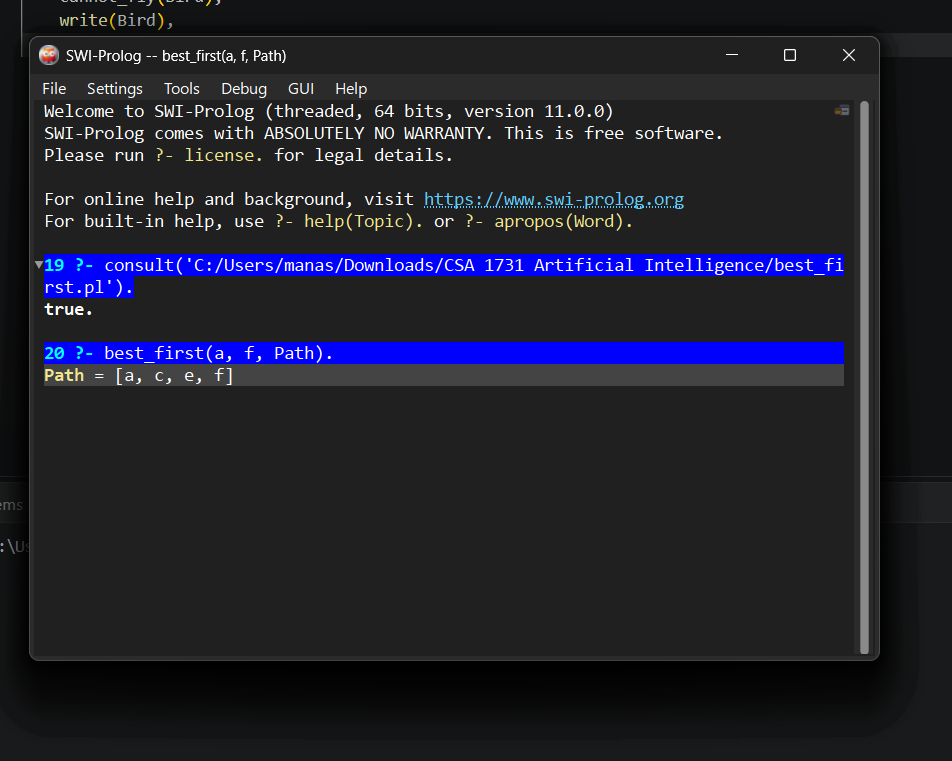 write(Bird),
SWI-Prolog -- best_first(a, f, Path)
File Settings Tools Debug GUI Help
Welcome to SWI-Prolog (threaded, 64 bits, version 11.0.0)
SWI-Prolog comes with ABSOLUTELY NO WARRANTY. This is free software.
Please run ?- license. for legal details.
For online help and background, visit https://www.swi-prolog.org
For built-in help, use ?- help(Topic). or ?- apropos(Word).
19 ?- consult('C:/Users/manas/Downloads/CSA 1731 Artificial Intelligence/best_fi
rst.pl').
true.
20 ?- best_first(a, f, Path).
Path = [a, c, e, f]
ems
:\Us